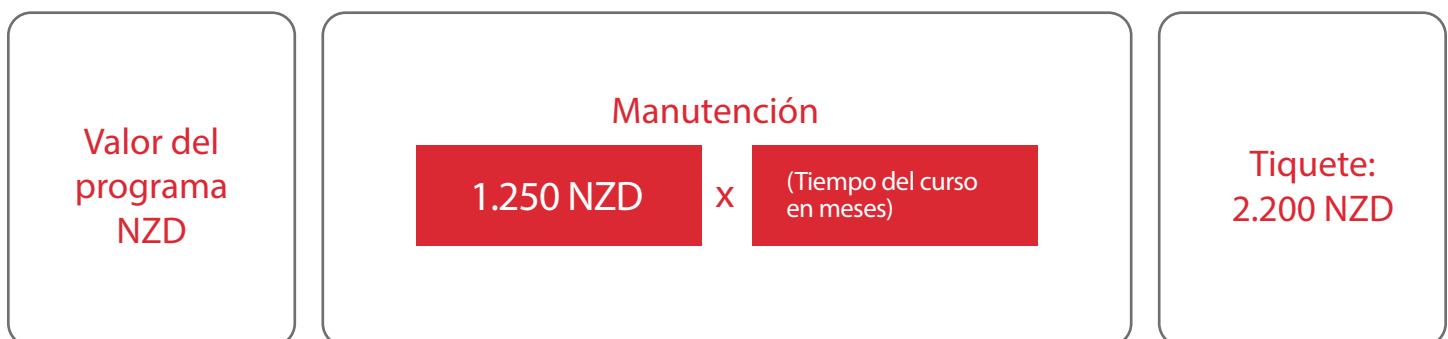 Valor del
programa
NZD
Manutención
1.250 NZD
x
(Tiempo del curso
en meses)
Tiquete:
2.200 NZD